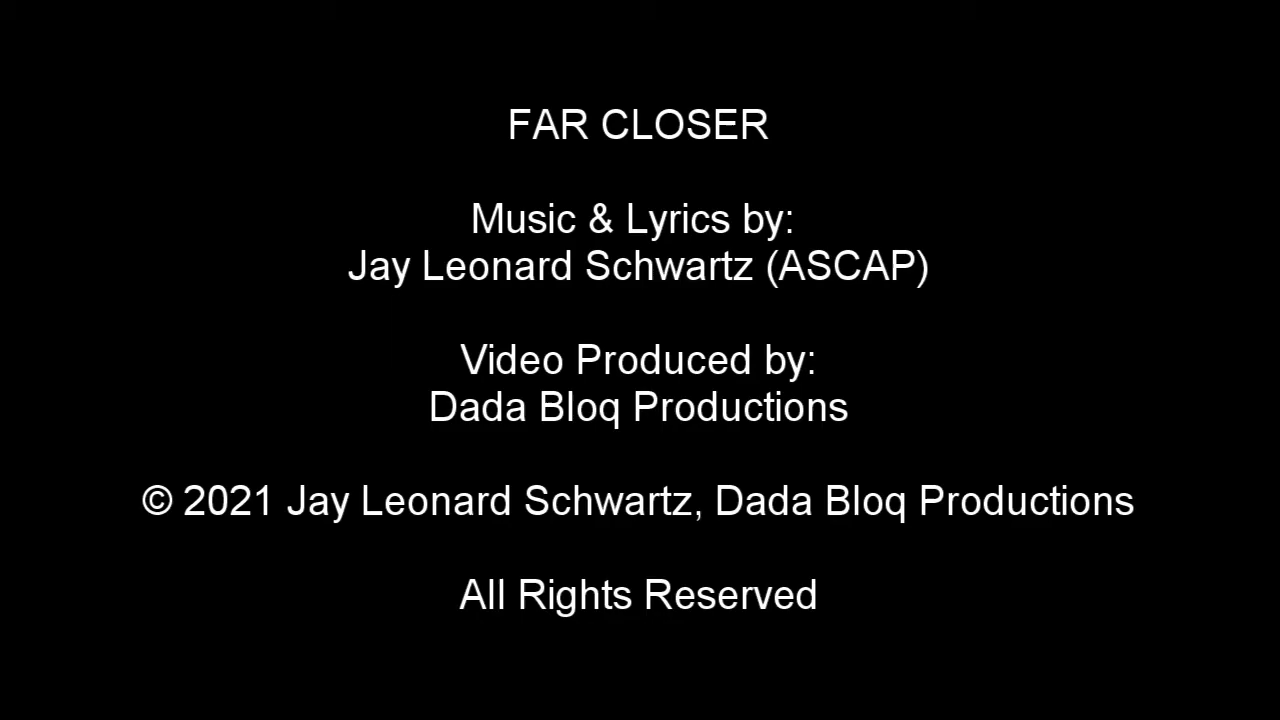 FAR CLOSER
Music & Lyrics by:
Jay Leonard Schwartz (ASCAP)
Video Produced by:
Dada Bloq Productions
© 2021 Jay Leonard Schwartz, Dada Bloq Productions
All Rights Reserved